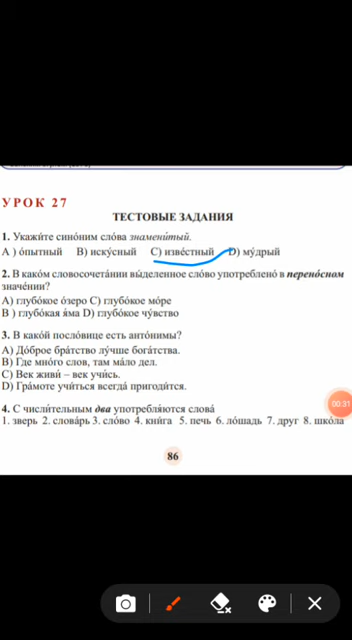 УРОК 27
ТЕСТОВЫЕ ЗАДАНИЯ
1. Укажи́те сино́ним сло́ва знамени́тый.
А ) о́пытный В) иску́сный С) изве́стный D) му́дрый
2. В како́м словосочета́нии вы́деленное сло́во употреблено́ в перено́сном
значе́нии?
А) глубо́кое о́зеро С) глубо́кое мо́ре
В ) глубо́кая я́ма D) глубо́кое чу́вство
3. В како́й посло́вице есть анто́нимы?
А) До́брое бра́тство лу́чше бога́тства.
В) Где мно́го слов, там ма́ло дел.
С) Век живи́ – век учи́сь.
D) Гра́моте учи́ться всегда́ пригоди́тся.
4. С числи́тельным два употребля́ются слова́
1. зверь 2. слова́рь 3. сло́во 4. кни́га 5. печь 6. ло́шадь 7. друг 8. шко́ла
00:31
86